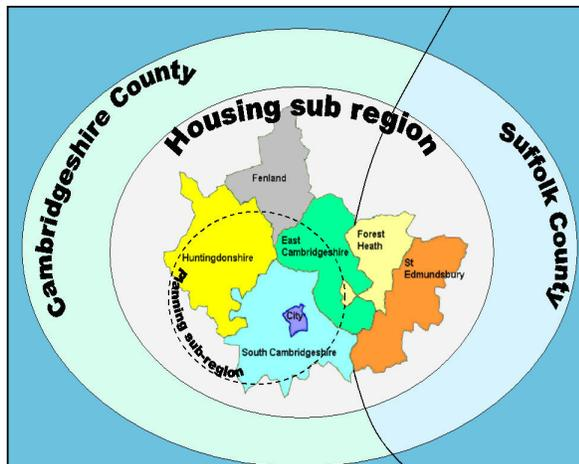 Cambridgeshire County
Housing sub region
Suffolk County
Fenland
Huntingdonshire
East
Cambridgeshire
Forest
Heath
St
Edmundsbury
City
South Cambridgeshire
Planning sub-region